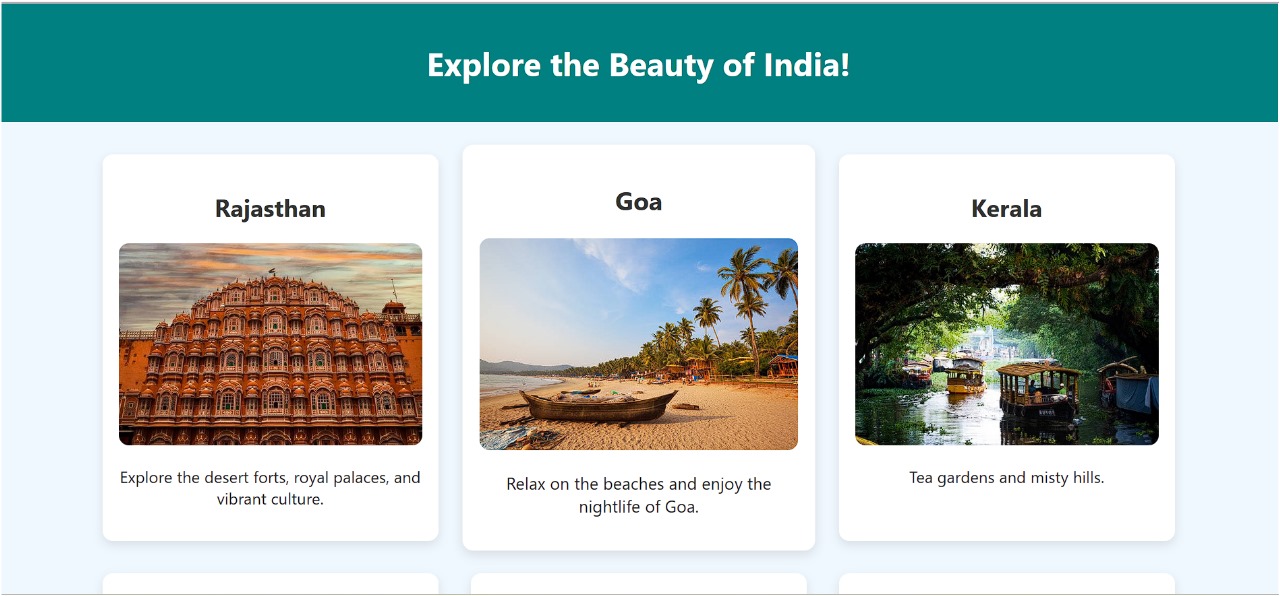 Explore the Beauty of India!
Rajasthan
Explore the desert forts, royal palaces, and
vibrant culture.
Goa
Relax on the beaches and enjoy the
nightlife of Goa.
Kerala
Tea gardens and misty hills.